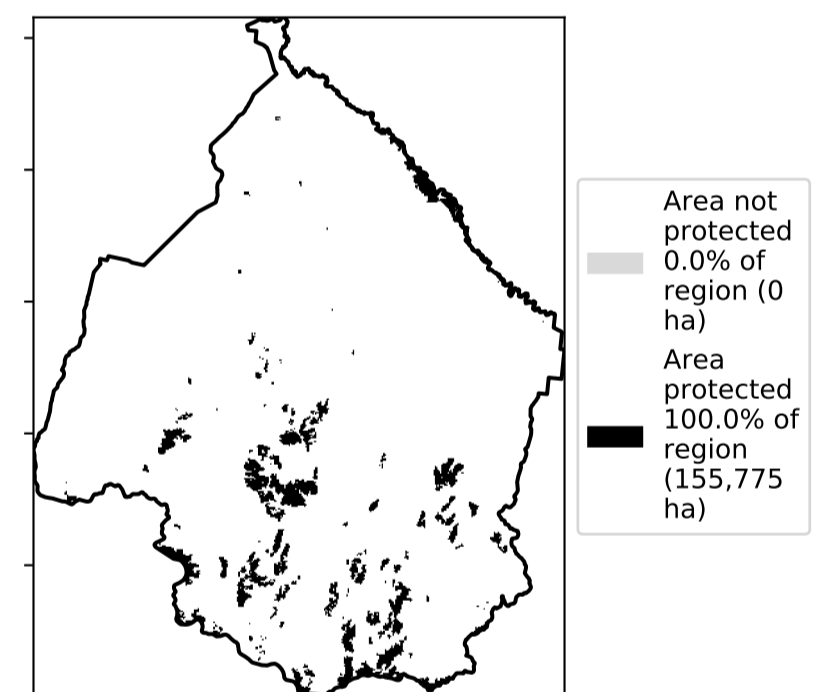 Area not
protected
0.0% of
region (0
ha)
Area
protected
100.0% of
region
(155,775
ha)